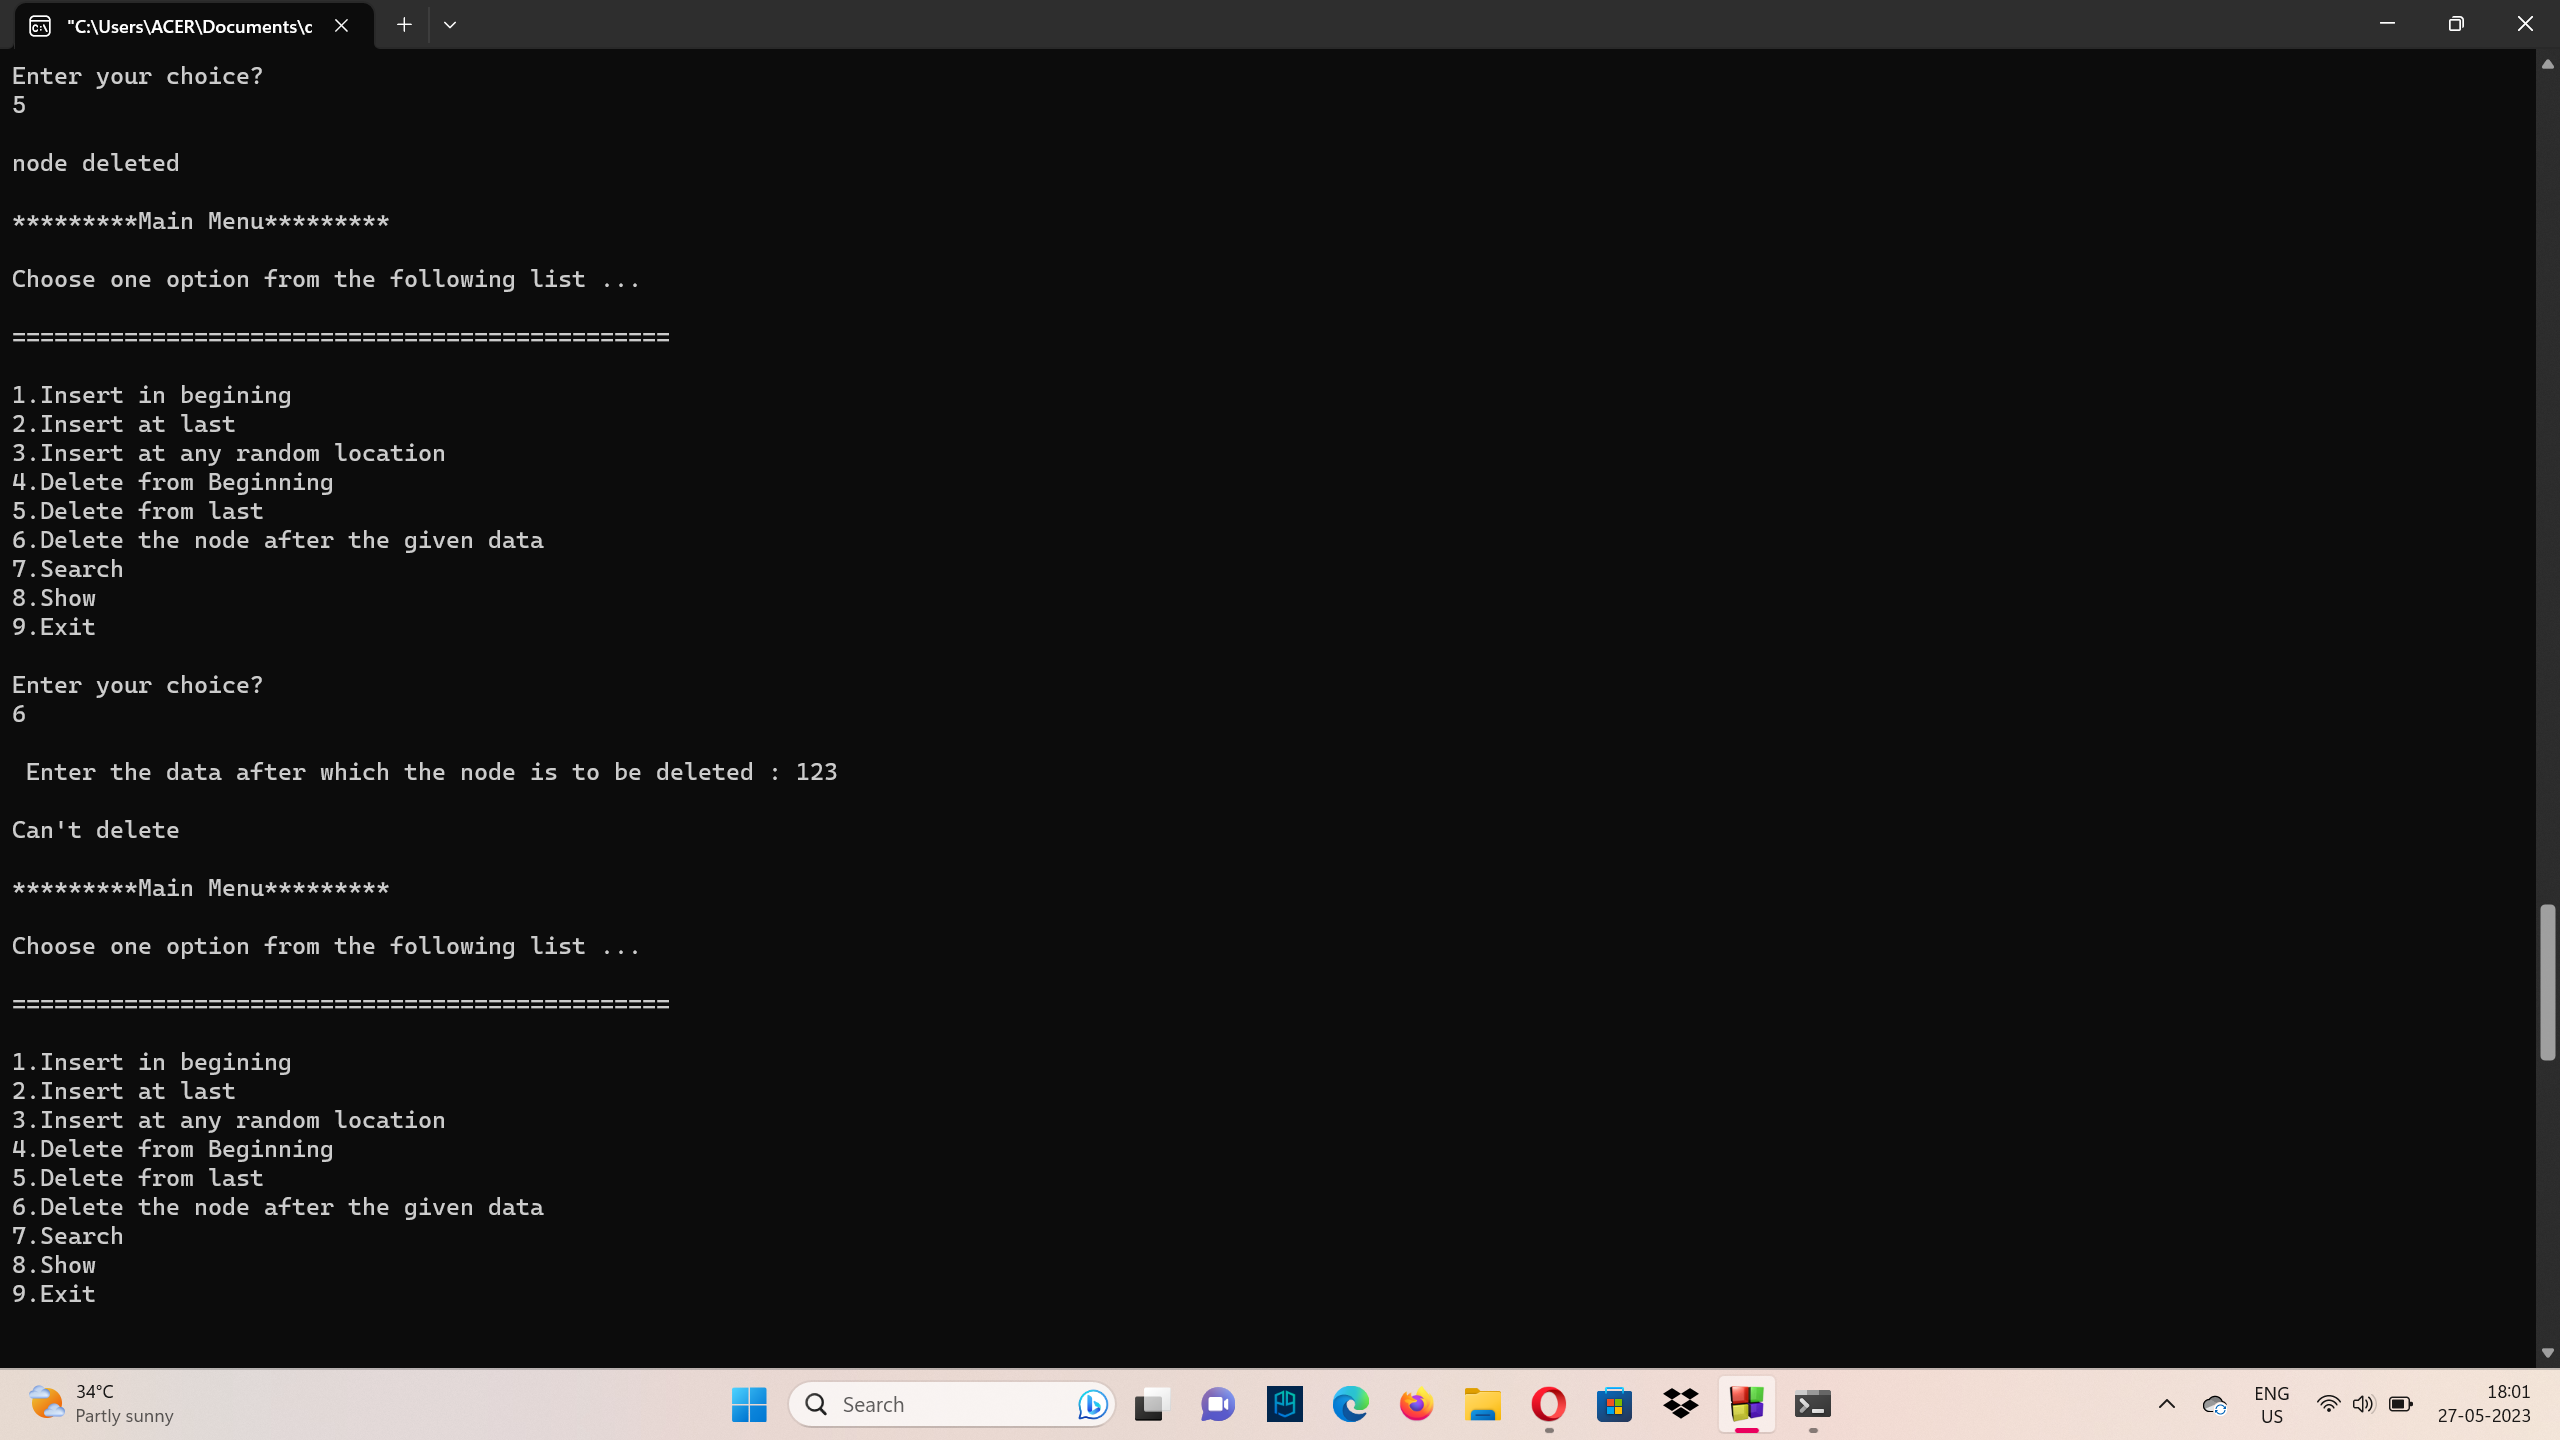 "C:\Users\ACER\Documents\c
Enter your choice?
5
node deleted
*********Main Menu*********
Choose one option from the following list ...
===============================================
1.Insert in begining
2.Insert at last
3.Insert at any random location
4.Delete from Beginning
5.Delete from last
6.Delete the node after the given data
7.Search
8.Show
9.Exit
Enter your choice?
6
Enter the data after which the node is to be deleted : 123
Can't delete
*********Main Menu*********
Choose one option from the following list ...
===============================================
1.Insert in begining
2.Insert at last
3.Insert at any random location
4.Delete from Beginning
5.Delete from last
6.Delete the node after the given data
7.Search
8.Show
9.Exit
34°C
Partly sunny
Search
ENG
US
18:01
27-05-2023